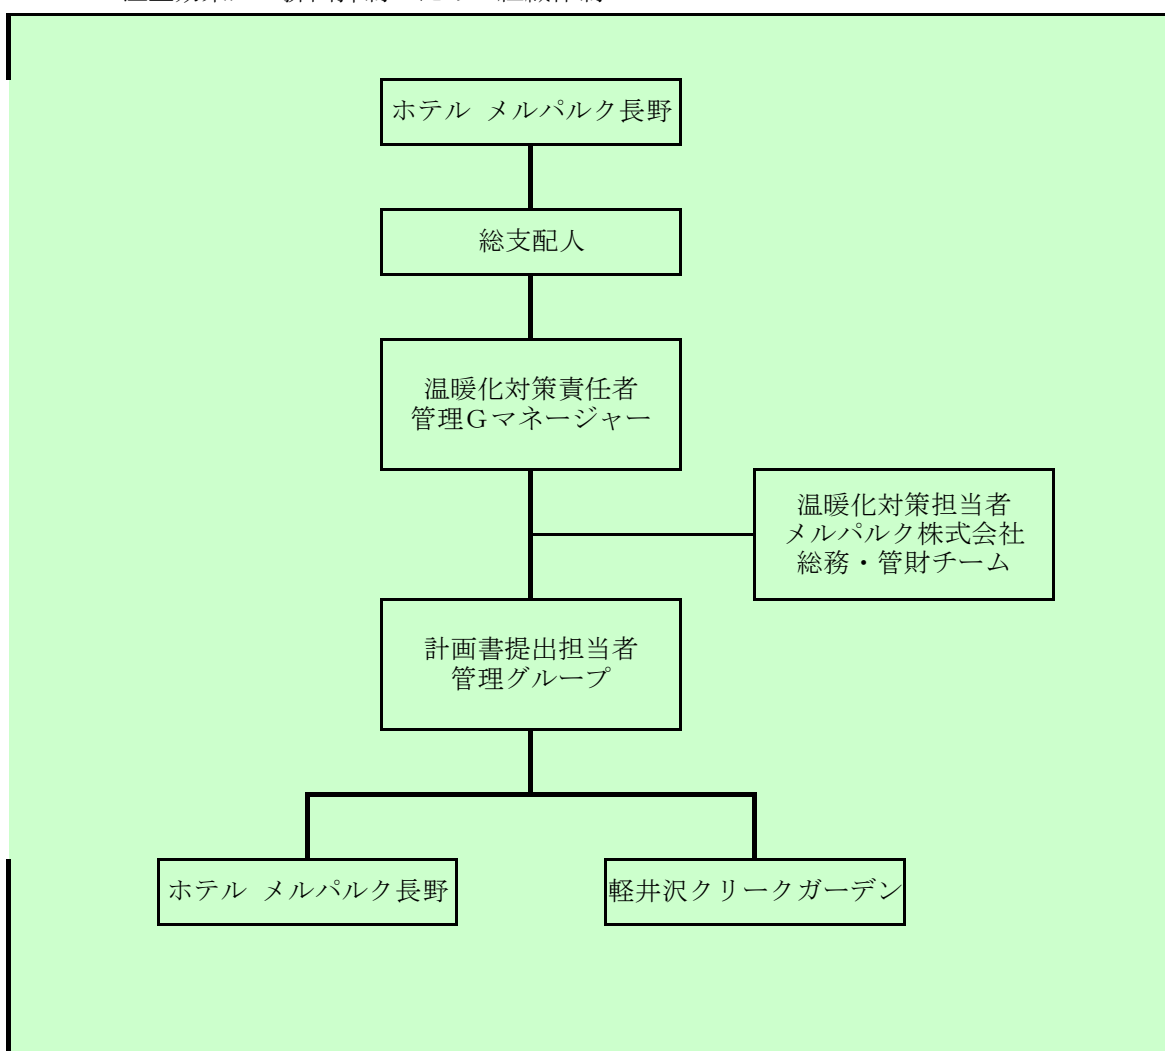 ホテル メルパルク長野
総支配人
温暖化対策責任者
管理Gマネージャー
温暖化対策担当者
メルパルク株式会社
総務・管財チーム
計画書提出担当者
管理グループ
ホテル メルパルク長野
軽井沢クリークガーデン